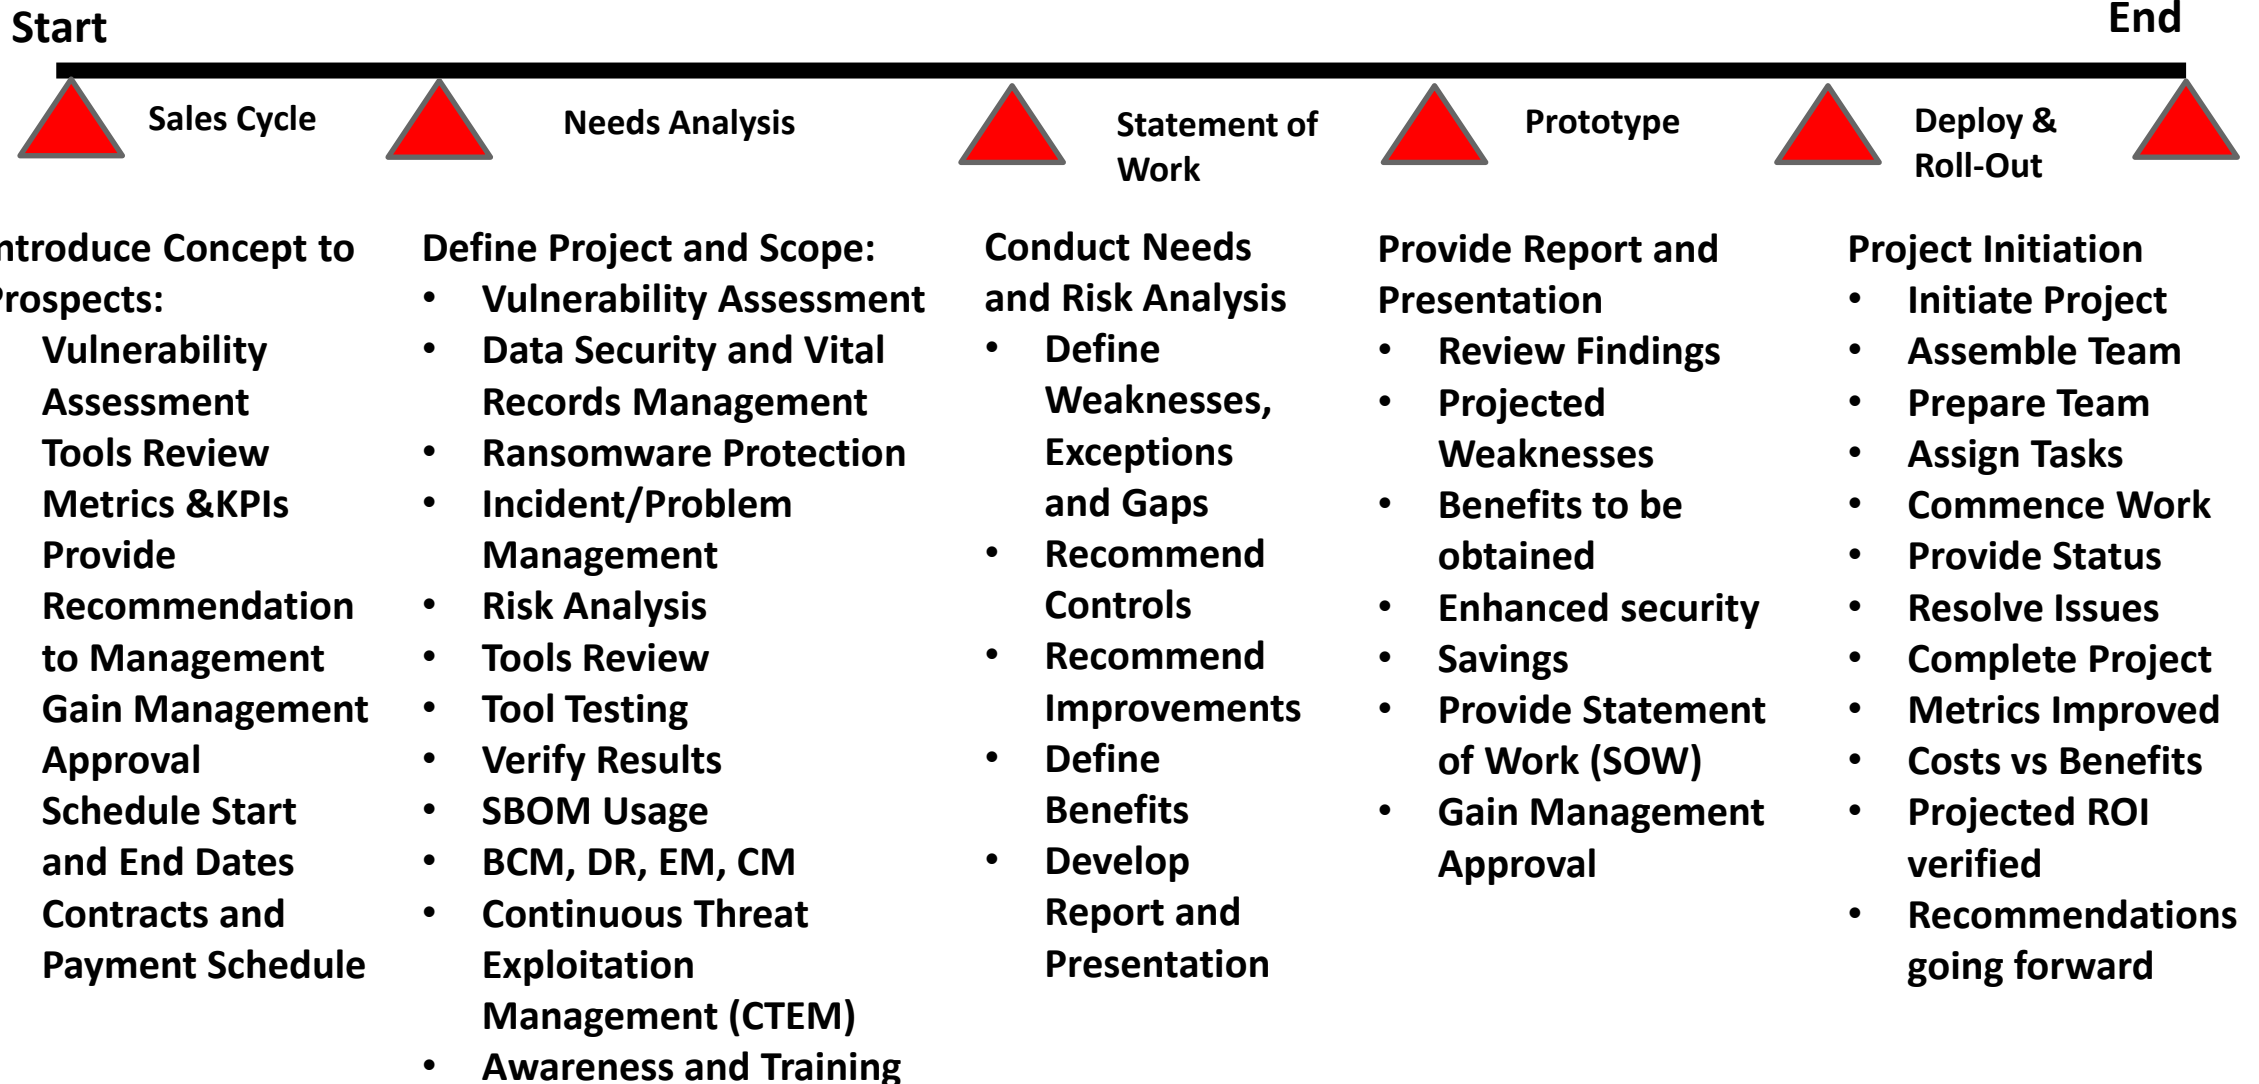 Start
End
Sales Cycle
Needs Analysis
Statement of
Work
Prototype
Deploy &
Roll-Out
ntroduce Concept to
rospects:
Vulnerability
Assessment
Tools Review
Metrics &KPIs
Provide
Recommendation
to Management
Gain Management
Approval
Schedule Start
and End Dates
Contracts and
Payment Schedule
Define Project and Scope:
• Vulnerability Assessment
• Data Security and Vital
Records Management
• Ransomware Protection
• Incident/Problem
Management
• Risk Analysis
• Tools Review
• Tool Testing
• Verify Results
• SBOM Usage
• BCM, DR, EM, CM
• Continuous Threat
Exploitation
Management (CTEM)
• Awareness and Training
Conduct Needs
and Risk Analysis
• Define
Weaknesses,
Exceptions
and Gaps
• Recommend
Controls
• Recommend
Improvements
• Define
Benefits
• Develop
Report and
Presentation
Provide Report and
Presentation
• Review Findings
• Projected
Weaknesses
• Benefits to be
obtained
• Enhanced security
• Savings
• Provide Statement
of Work (SOW)
• Gain Management
Approval
Project Initiation
• Initiate Project
• Assemble Team
• Prepare Team
• Assign Tasks
• Commence Work
• Provide Status
• Resolve Issues
• Complete Project
• Metrics Improved
• Costs vs Benefits
• Projected ROI
verified
• Recommendations
going forward